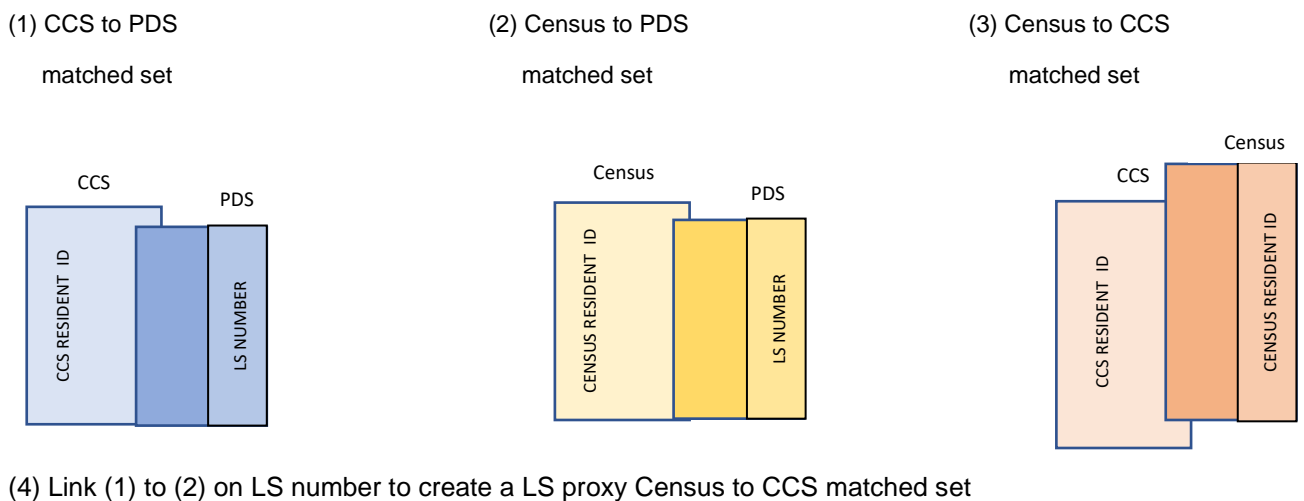 (1) CCS to PDS
matched set
(2) Census to PDS
matched set
(3) Census to CCS
matched set
CCS
PDS
CCS RESIDENT ID
LS NUMBER
Census
PDS
CENSUS RESIDENT ID
LS NUMBER
Census
CCS
CCS RESIDENT ID
CENSUS RESIDENT ID
(4) Link (1) to (2) on LS number to create a LS proxy Census to CCS matched set